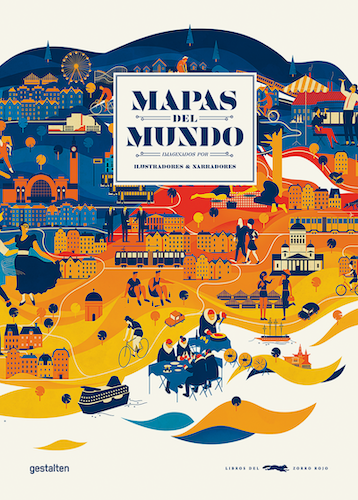 MAPAS
DEL
MUNDO
IMAGINADOS POR
ILUSTRADORES & NARRADORES
gestalten
LIBROS DEL ZORRO ROJO